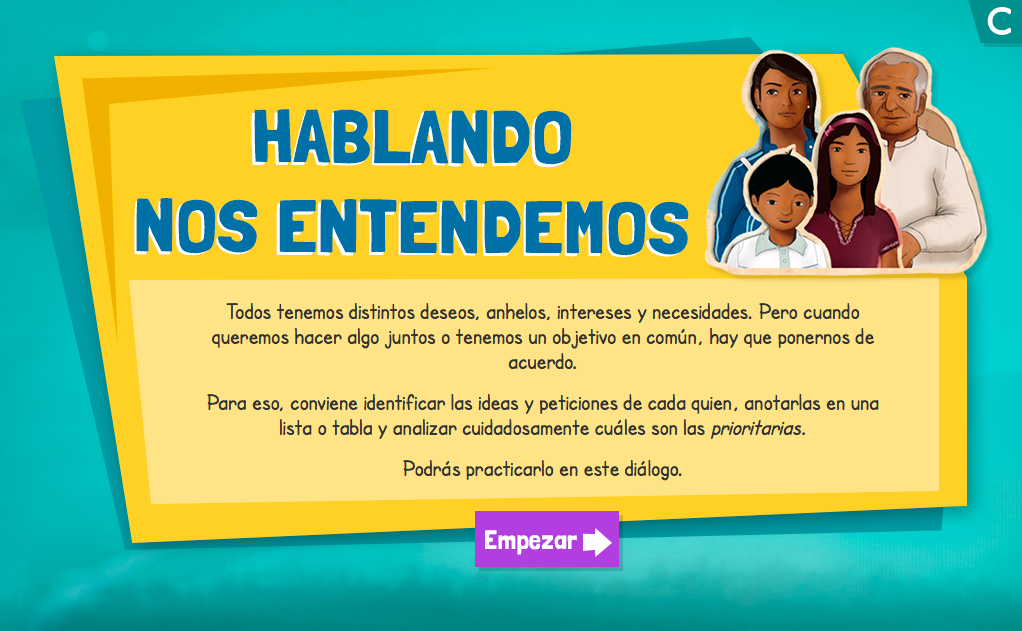 C
HABLANDO
NOS ENTENDEMOS
Todos tenemos distintos deseos, anhelos, intereses y necesidades. Pero cuando
queremos hacer algo juntos o tenemos un objetivo en común, hay que ponernos de
acuerdo.
Para eso, conviene identificar las ideas y peticiones de cada quien, anotarlas en una
lista o tabla y analizar cuidadosamente cuáles son las prioritarias.
Podrás practicarlo en este diálogo.
Empezar